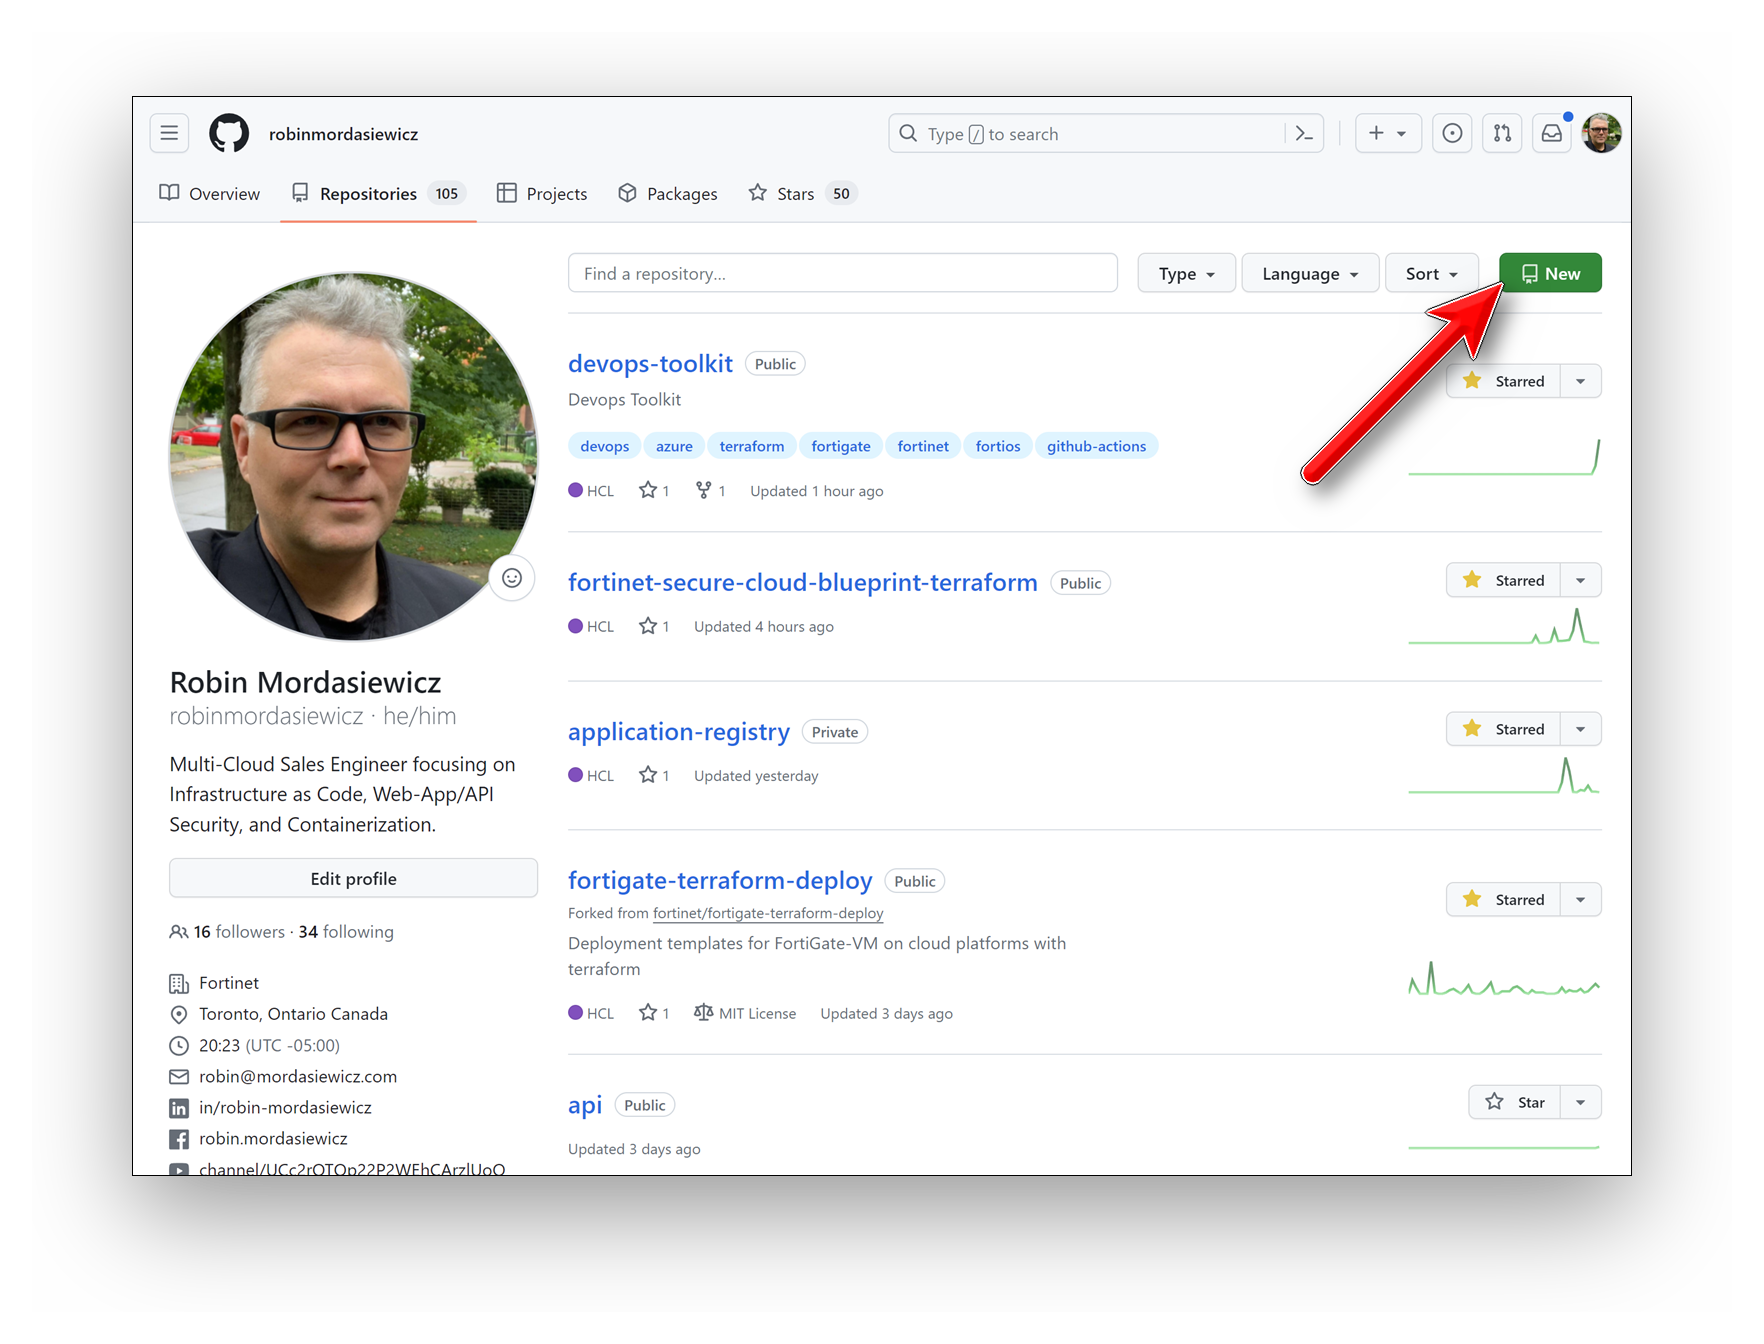 robinmordasiewicz
Type / to search
Overview
Repositories 105
Projects
Packages
Stars 50
Find a repository...
Type
Language
Sort
New
devops-toolkit Public
Starred
Devops Toolkit
devops azure terraform fortigate fortinet fortios github-actions
HCL 1 1 Updated 1 hour ago
fortinet-secure-cloud-blueprint-terraform Public
Starred
HCL 1 Updated 4 hours ago
application-registry Private
Starred
HCL 1 Updated yesterday
fortigate-terraform-deploy Public
Starred
Forked from fortinet/fortigate-terraform-deploy
Deployment templates for FortiGate-VM on cloud platforms with
terraform
HCL 1 MIT License Updated 3 days ago
api Public
Star
Updated 3 days ago
Robin Mordasiewicz
robinmordasiewicz · he/him
Multi-Cloud Sales Engineer focusing on
Infrastructure as Code, Web-App/API
Security, and Containerization.
Edit profile
16 followers · 34 following
Fortinet
Toronto, Ontario Canada
20:23 (UTC -05:00)
robin@mordasiewicz.com
in/robin-mordasiewicz
robin.mordasiewicz